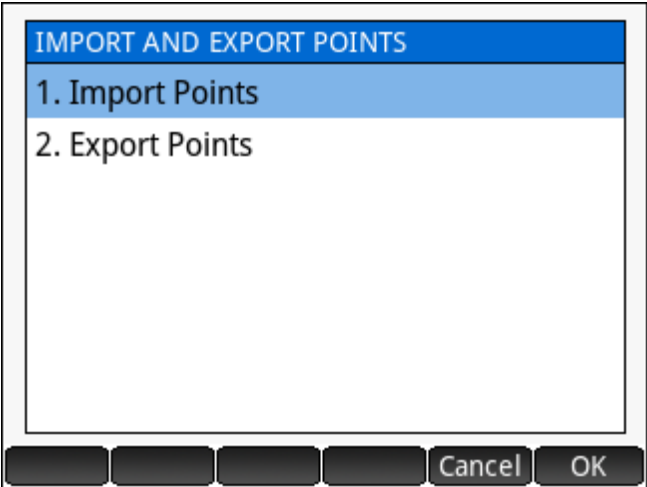 IMPORT AND EXPORT POINTS
1. Import Points
2. Export Points
Cancel OK